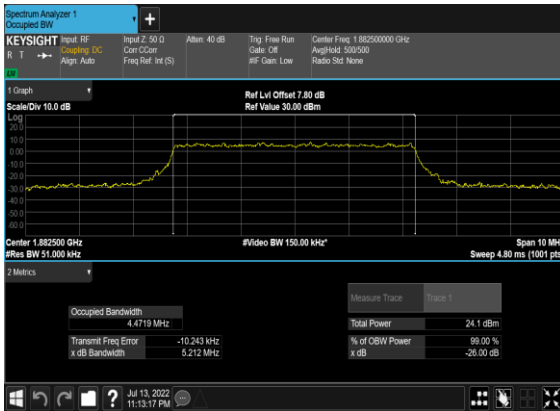 Spectrum Analyzer 1
Occupied BW
KEYSIGHT
R T
Input: RF
Coupling: DC
Align: Auto
Input Z: 50 Ω
Corr CCorr
Freq Ref: Int (S)
Atten: 40 dB
Trig: Free Run
Gate: Off
#IF Gain: Low
Center Freq: 1.882500000 GHz
Avg|Hold: 500/500
Radio Std: None
1 Graph
Scale/Div 10.0 dB
Ref Lvl Offset 7.80 dB
Ref Value 30.00 dBm
Log
20.0
10.0
0.00
-10.0
-20.0
-30.0
-40.0
-50.0
-60.0
Center 1.882500 GHz
#Res BW 51.000 kHz
#Video BW 150.00 kHz*
Span 10 MH
Sweep 4.80 ms (1001 pts
2 Metrics
Measure Trace Trace 1
Occupied Bandwidth
4.4719 MHz
Total Power 24.1 dBm
Transmit Freq Error -10.243 kHz
% of OBW Power 99.00 %
x dB Bandwidth 5.212 MHz
x dB -26.00 dB
?
Jul 13, 2022
11:13:17 PM